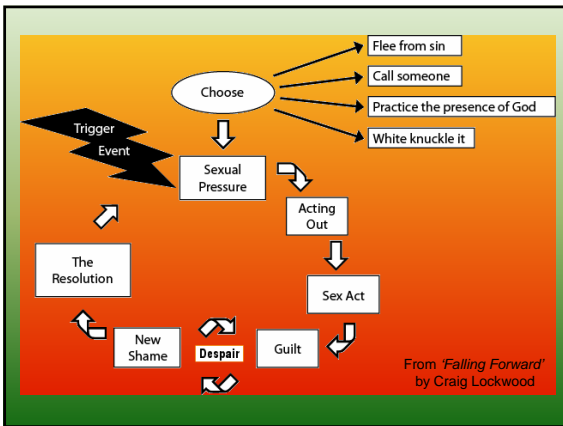 Flee from sin
Call someone
Choose
Practice the presence of God
White knuckle it
Trigger
Event
Sexual
Pressure
Acting
Out
The
Resolution
Sex Act
New
Shame
Despair
Guilt
From 'Falling Forward'
by Craig Lockwood